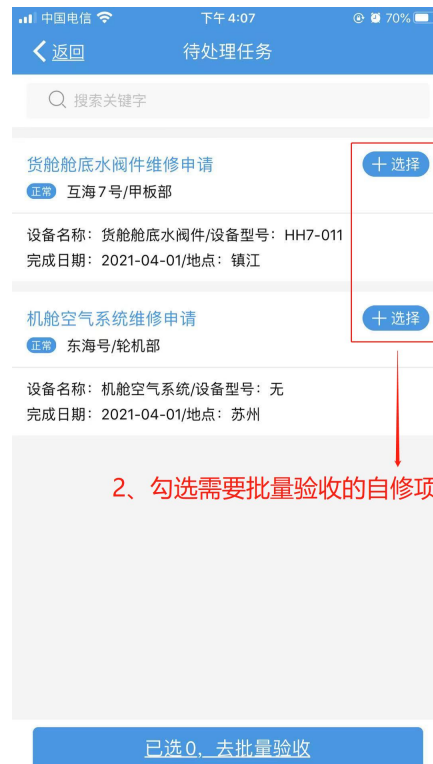 中国电信 下午4:07 70%
返回 待处理任务
搜索关键字
货舱舱底水阀件维修申请 +选择
正常 互海7号/甲板部
设备名称：货舱舱底水阀件/设备型号：HH7-011
完成日期：2021-04-01/地点：镇江
机舱空气系统维修申请 +选择
正常 东海号/轮机部
设备名称：机舱空气系统/设备型号：无
完成日期：2021-04-01/地点：苏州
2、勾选需要批量验收的自修项
已选0，去批量验收